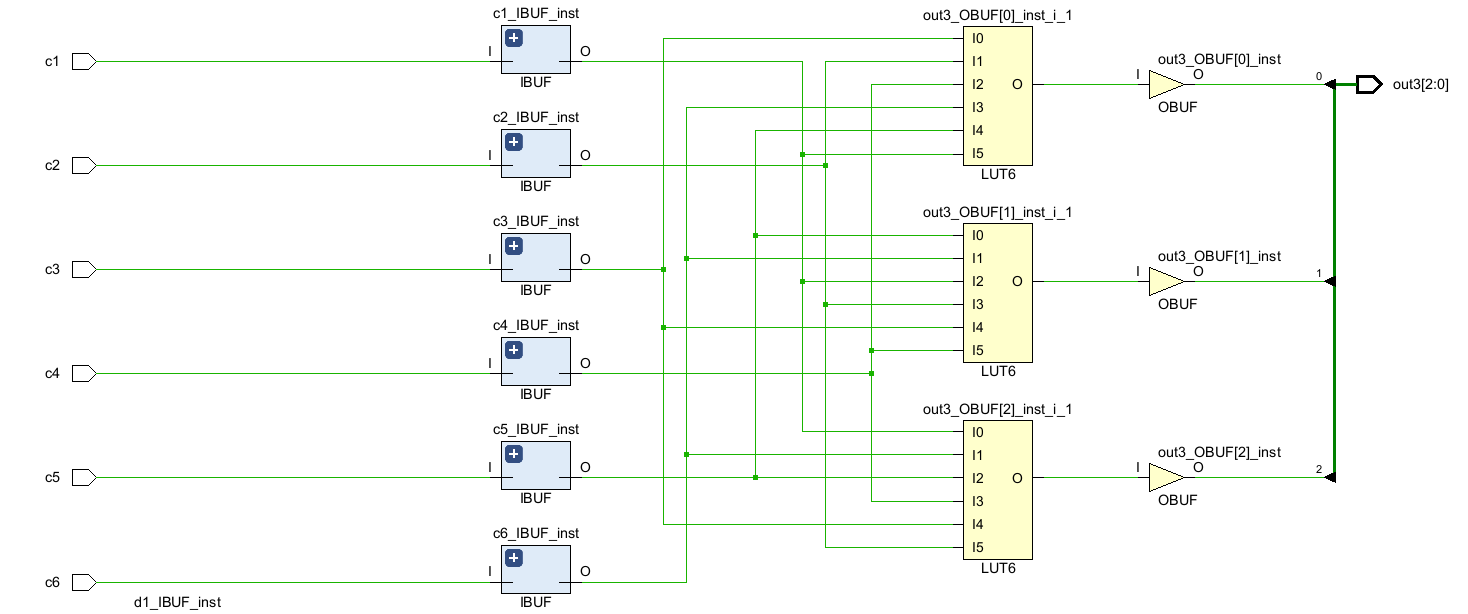 c1_IBUF_inst
out3_OBUF[0]_inst_i_1
c1
I
O
IBUF
I0
I1
I2
I3
I4
I5
O
LUT6
out3_OBUF[0]_inst
I
O
OBUF
0
out3[2:0]
c2_IBUF_inst
c2
I
O
IBUF
c3_IBUF_inst
c3
I
O
IBUF
out3_OBUF[1]_inst_i_1
I0
I1
I2
I3
I4
I5
O
LUT6
out3_OBUF[1]_inst
I
O
OBUF
1
c4_IBUF_inst
c4
I
O
IBUF
out3_OBUF[2]_inst_i_1
I0
I1
I2
I3
I4
I5
O
LUT6
out3_OBUF[2]_inst
I
O
OBUF
2
c5_IBUF_inst
c5
I
O
IBUF
c6_IBUF_inst
c6
I
O
IBUF
d1_IBUF_inst